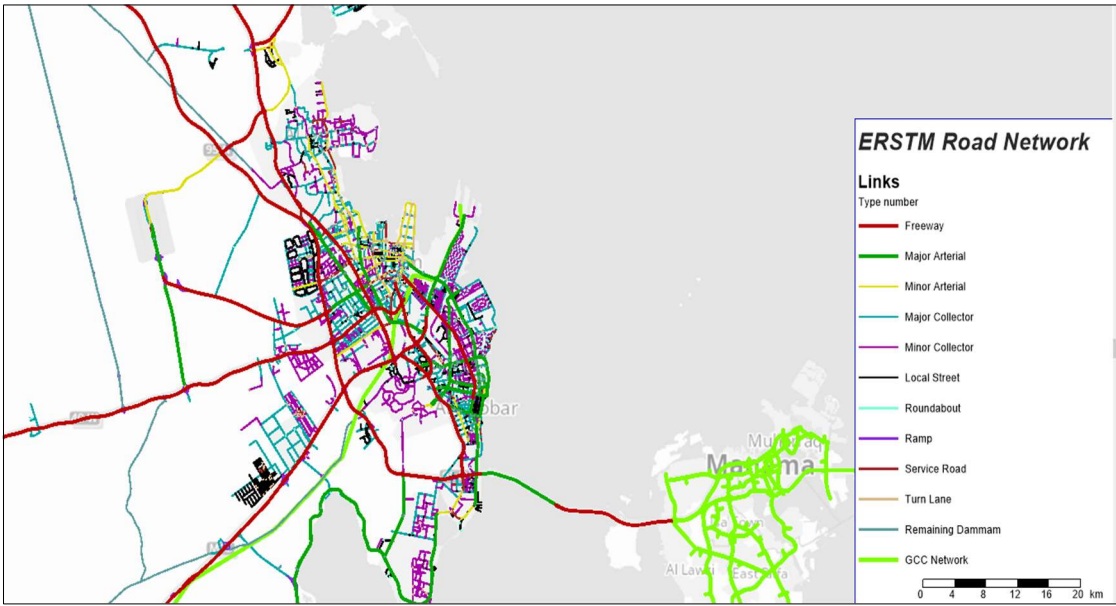 ERSTM Road Network
Links
Type number
Freeway
Major Arterial
Minor Arterial
Major Collector
Minor Collector
Local Street
Roundabout
Ramp
Service Road
Turn Lane
Remaining Dammam
GCC Network
0 4 8 12 16 20 km
Al Lawzi